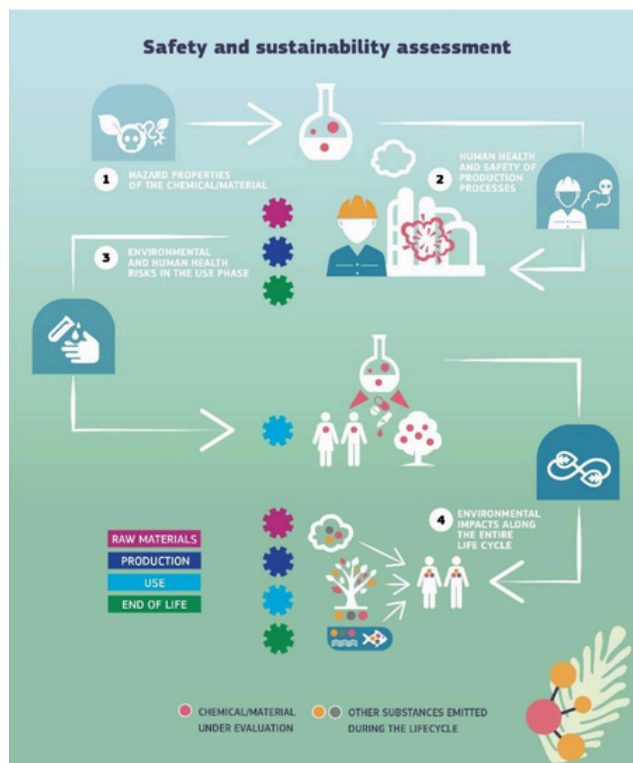 Safety and sustainability assessment
1
HAZARD PROPERTIES
OF THE CHEMICAL/MATERIAL
2
HUMAN HEALTH
AND SAFETY OF
PRODUCTION
PROCESSES
3
ENVIRONMENTAL
AND HUMAN HEALTH
RISKS IN THE USE PHASE
4
ENVIRONMENTAL
IMPACTS ALONG
THE ENTIRE
LIFE CYCLE
RAW MATERIALS
PRODUCTION
USE
END OF LIFE
CHEMICAL/MATERIAL
UNDER EVALUATION
OTHER SUBSTANCES EMITTED
DURING THE LIFECYCLE